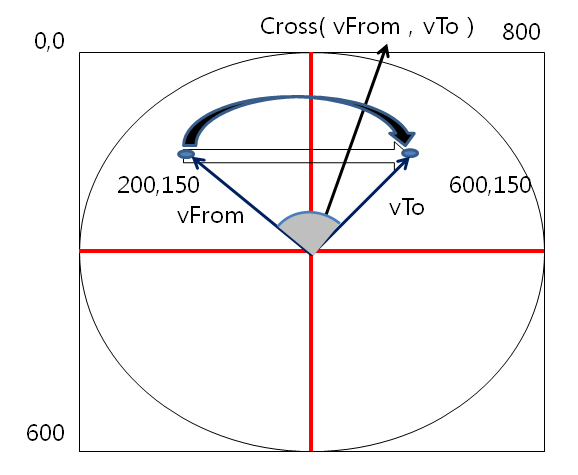 Cross( vFrom , vTo )
0,0
800
200,150
600,150
vFrom
vTo
600